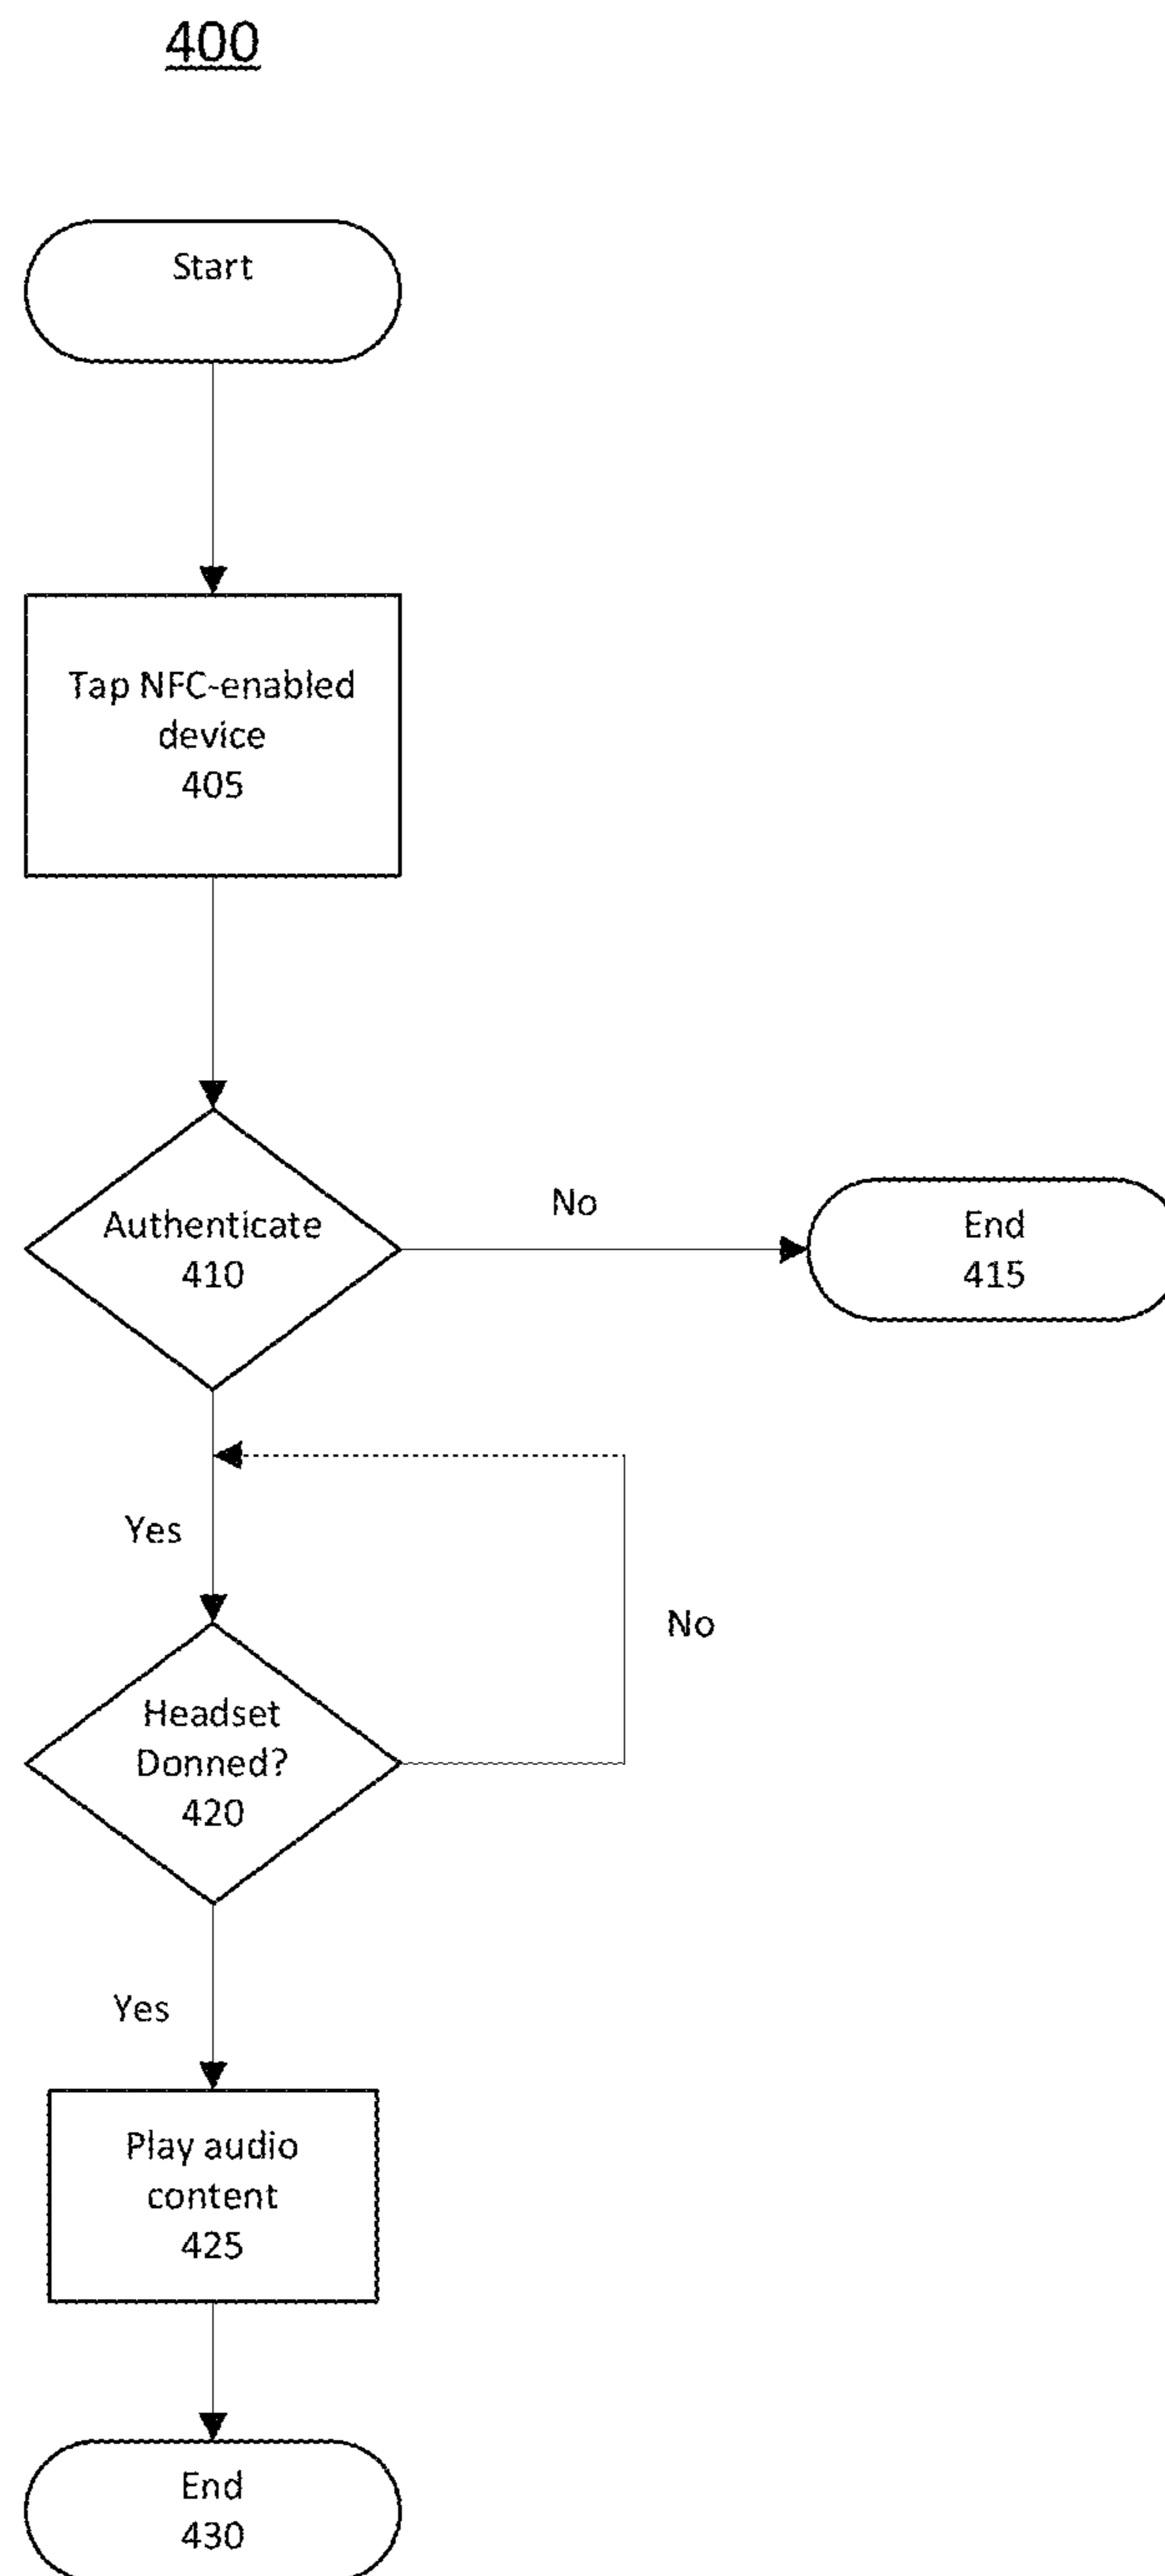 400
Start
Tap NFC-enabled
device
405
Authenticate
410
No
End
415
Yes
No
Headset
Donned?
420
Yes
Play audio
content
425
End
430